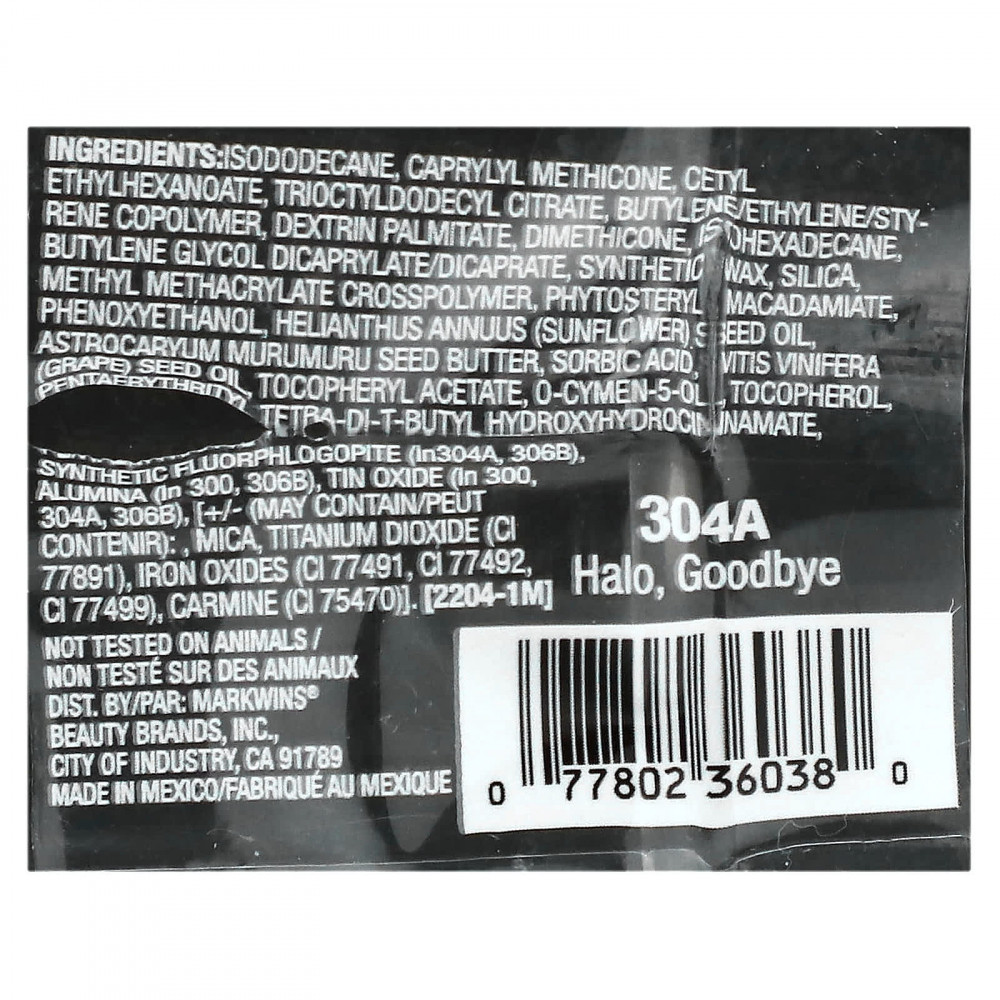 INGREDIENTS:ISODODECANE, CAPRYLYL METHICONE, CETYL
ETHYLHEXANOATE, TRIOCTYLDODECYL CITRATE, BUTYLENE/ETHYLENE/STY-
RENE COPOLYMER, DEXTRIN PALMITATE, DIMETHICONE, ISOHEXADECANE,
BUTYLENE GLYCOL DICAPRYLATE/DICAPRATE, SYNTHETIC WAX, SILICA,
METHYL METHACRYLATE CROSSPOLYMER, PHYTOSTERYL MACADAMIATE,
PHENOXYETHANOL, HELIANTHUS ANNUUS (SUNFLOWER) SEED OIL,
ASTROCARYUM MURUMURU SEED BUTTER, SORBIC ACID, VITIS VINIFERA
(GRAPE) SEED OIL, TOCOPHERYL ACETATE, O-CYMEN-5-OL, TOCOPHEROL,
PENTAERYTHRITYL TETRA-DI-T-BUTYL HYDROXYHYDROCINNAMATE,
SYNTHETIC FLUORPHLOGOPITE (In304A, 306B),
ALUMINA (In 300, 306B), TIN OXIDE (In 300,
304A, 306B), [+/- (MAY CONTAIN/PEUT
CONTENIR): , MICA, TITANIUM DIOXIDE (CI
77891), IRON OXIDES (CI 77491, CI 77492,
CI 77499), CARMINE (CI 75470)]. [2204-1M]
NOT TESTED ON ANIMALS /
NON TESTÉ SUR DES ANIMAUX
DIST. BY/PAR: MARKWINS®
BEAUTY BRANDS, INC.,
CITY OF INDUSTRY, CA 91789
MADE IN MEXICO/FABRIQUÉ AU MEXIQUE
304A
Halo, Goodbye
0 77802 36038 0